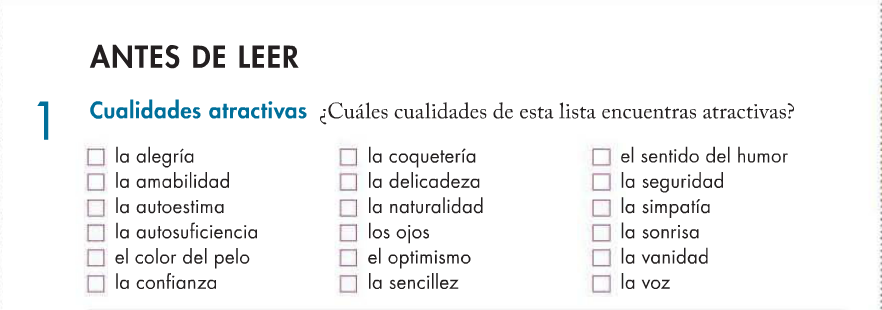 ANTES DE LEER
1 Cualidades atractivas ¿Cuáles cualidades de esta lista encuentras atractivas?
la alegría
la amabilidad
la autoestima
la autosuficiencia
el color del pelo
la confianza
la coquetería
la delicadeza
la naturalidad
los ojos
el optimismo
la sencillez
el sentido del humor
la seguridad
la simpatía
la sonrisa
la vanidad
la voz